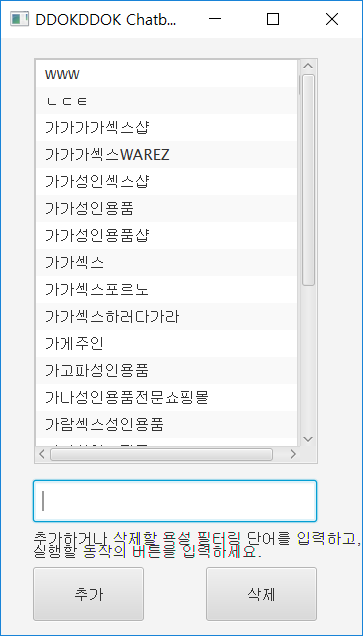 DDOKDDOK Chatb...
www
ㄴㄷㅌ
가가가가섹스샵
가가가섹스WAREZ
가가성인섹스샵
가가성인용품
가가성인용품샵
가가섹스
가가섹스포르노
가가섹스하러다가라
가게주인
가고파성인용품
가나성인용품전문쇼핑몰
가람섹스성인용품
추가하거나 삭제할 욕설 필터링 단어를 입력하고,
실행할 동작의 버튼을 입력하세요.
추가
삭제